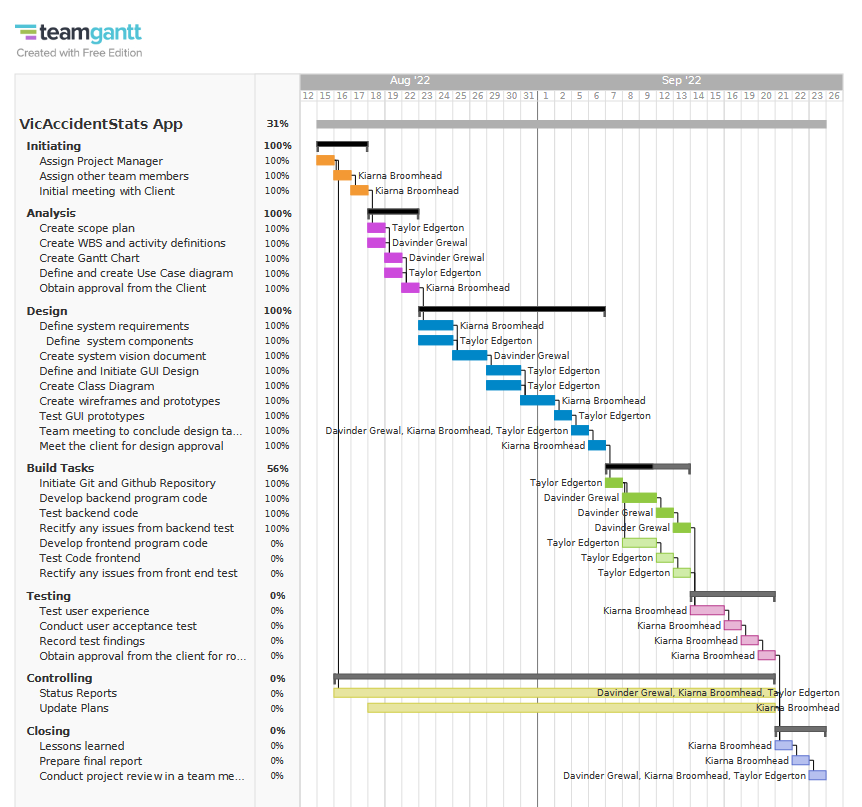 teamgantt
Created with Free Edition
Aug '22 Sep '22
12 15 16 17 18 19 22 23 24 25 26 29 30 31 1 2 5 6 7 8 9 12 13 14 15 16 19 20 21 22 23 26
VicAccidentStats App 31%
Initiating 100%
Assign Project Manager 100%
Assign other team members 100% Kiarna Broomhead
Initial meeting with Client 100% Kiarna Broomhead
Analysis 100%
Create scope plan 100% Taylor Edgerton
Create WBS and activity definitions 100% Davinder Grewal
Create Gantt Chart 100% Davinder Grewal
Define and create Use Case diagram 100% Taylor Edgerton
Obtain approval from the Client 100% Kiarna Broomhead
Design 100%
Define system requirements 100% Kiarna Broomhead
Define system components 100% Taylor Edgerton
Create system vision document 100% Davinder Grewal
Define and Initiate GUI Design 100% Taylor Edgerton
Create Class Diagram 100% Taylor Edgerton
Create wireframes and prototypes 100% Kiarna Broomhead
Test GUI prototypes 100% Taylor Edgerton
Team meeting to conclude design ta... 100% Davinder Grewal, Kiarna Broomhead, Taylor Edgerton
Meet the client for design approval 100% Kiarna Broomhead
Build Tasks 56%
Initiate Git and Github Repository 100% Taylor Edgerton
Develop backend program code 100% Davinder Grewal
Test backend code 100% Davinder Grewal
Recitfy any issues from backend test 100% Davinder Grewal
Develop frontend program code 0% Taylor Edgerton
Test Code frontend 0% Taylor Edgerton
Rectify any issues from front end test 0% Taylor Edgerton
Testing 0%
Test user experience 0% Kiarna Broomhead
Conduct user acceptance test 0% Kiarna Broomhead
Record test findings 0% Kiarna Broomhead
Obtain approval from the client for ro... 0% Kiarna Broomhead
Controlling 0%
Status Reports 0% Davinder Grewal, Kiarna Broomhead, Taylor Edgerton
Update Plans 0% Kiarna Broomhead
Closing 0%
Lessons learned 0% Kiarna Broomhead
Prepare final report 0% Kiarna Broomhead
Conduct project review in a team me... 0% Davinder Grewal, Kiarna Broomhead, Taylor Edgerton